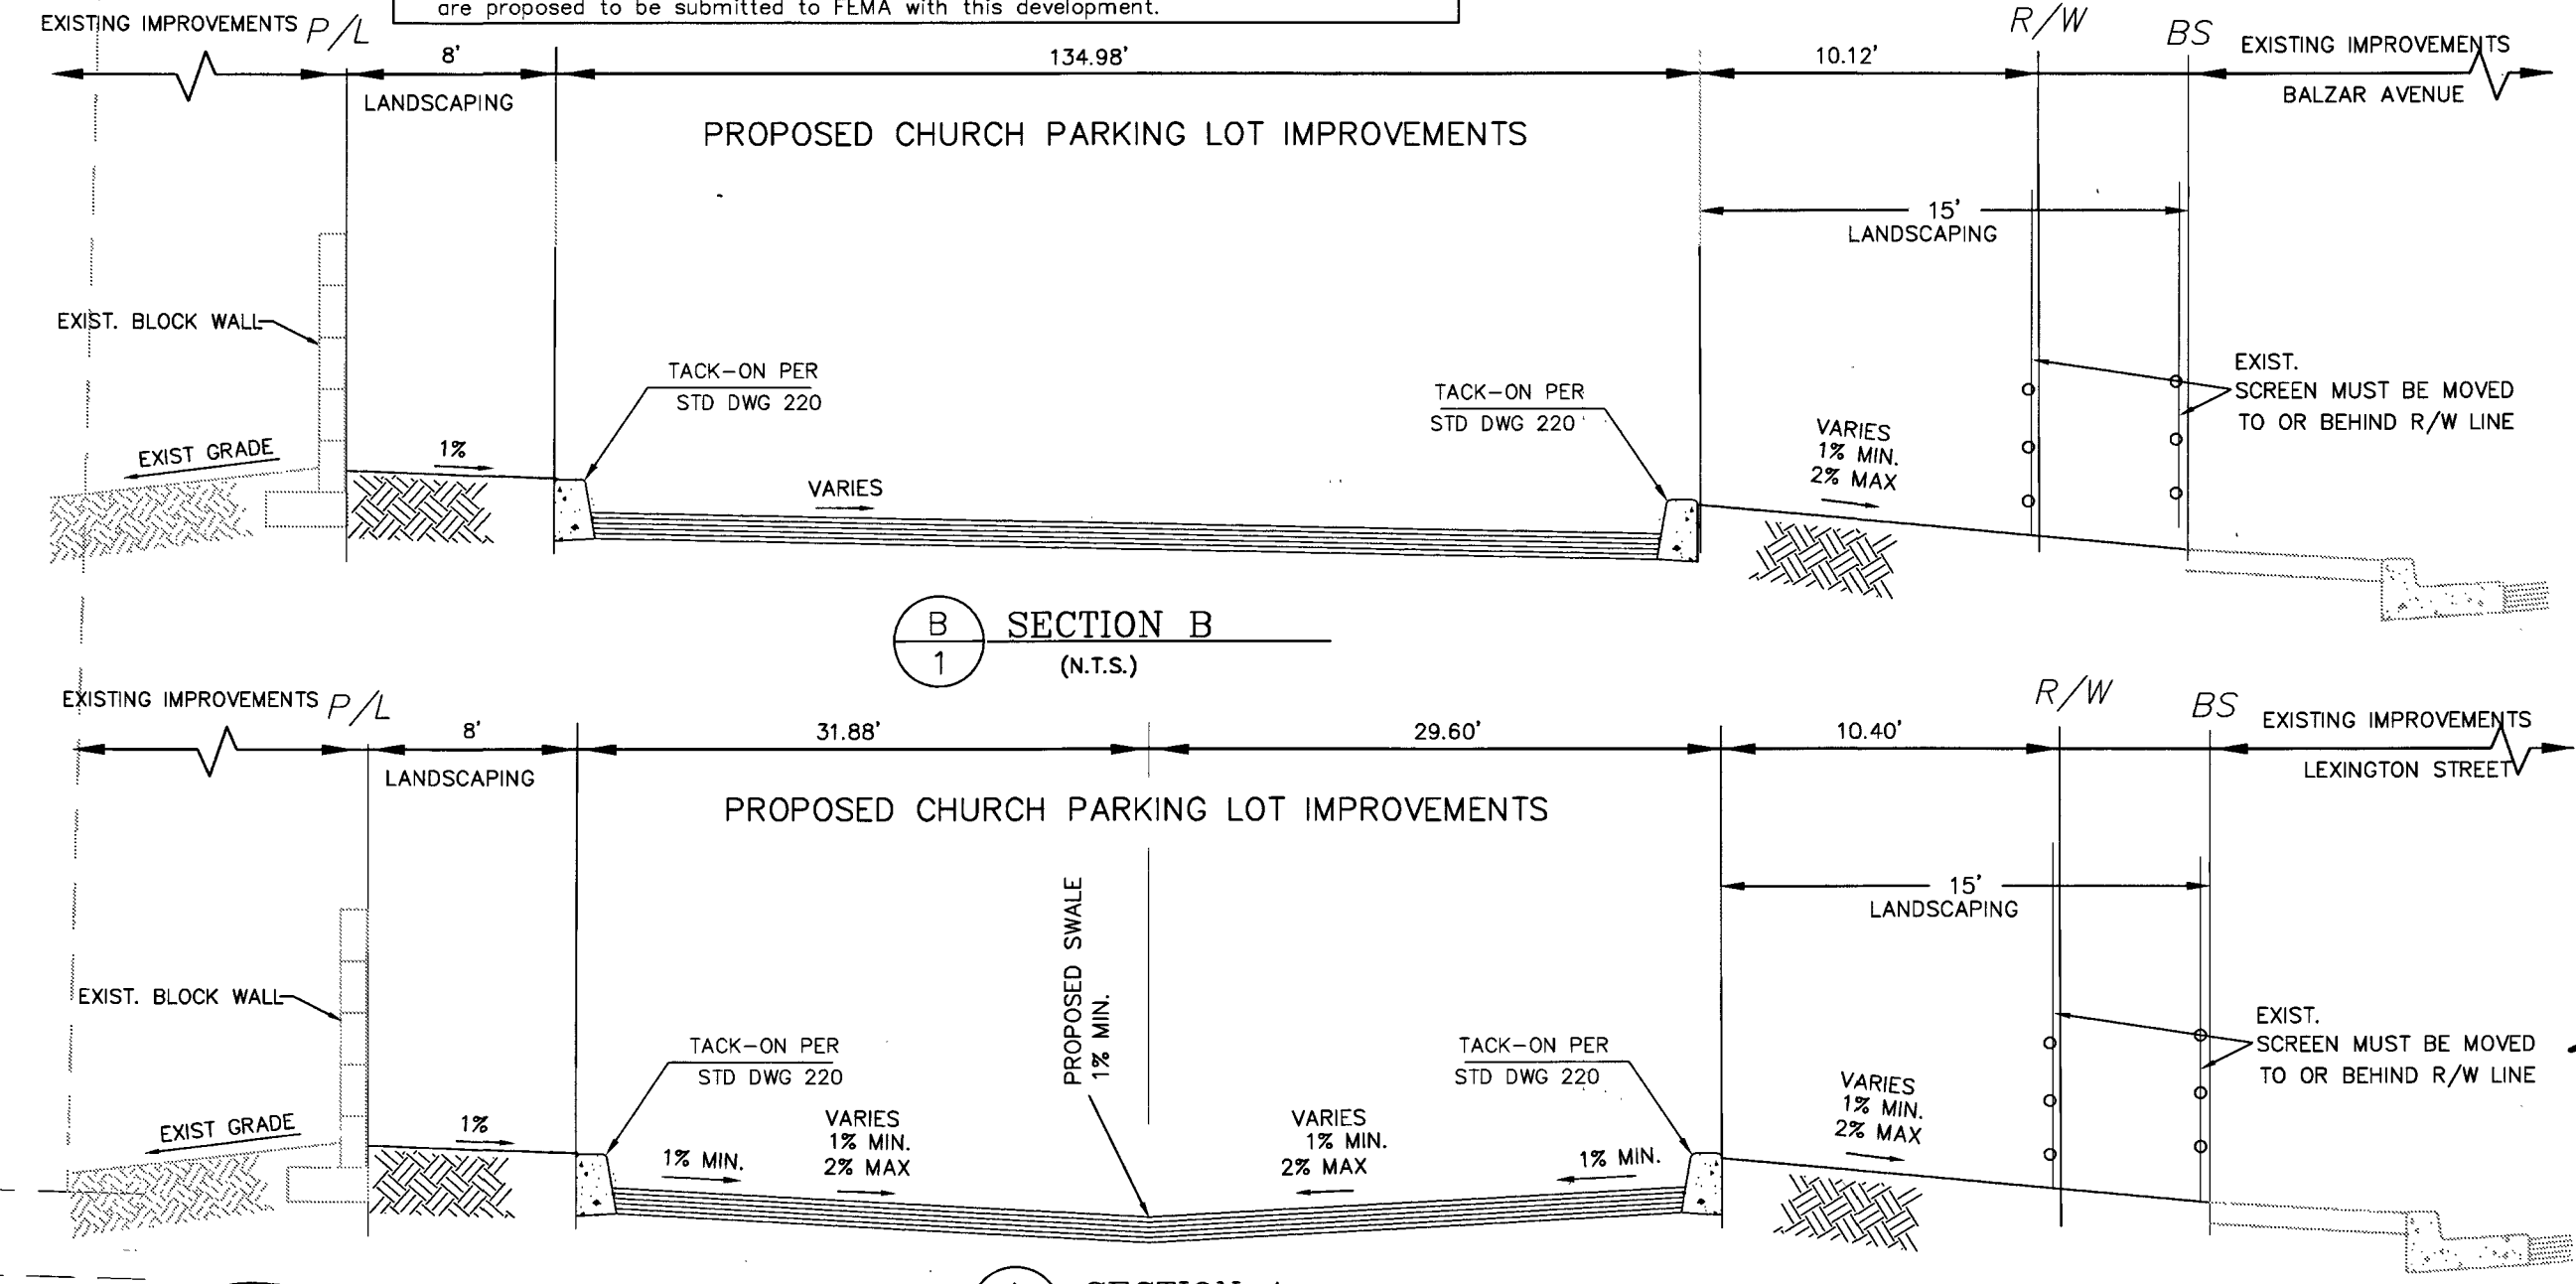 are proposed to be submitted to FEMA with this development.
EXISTING IMPROVEMENTS P/L
8'
134.98'
10.12'
R/W
BS
EXISTING IMPROVEMENTS
LANDSCAPING
BALZAR AVENUE
PROPOSED CHURCH PARKING LOT IMPROVEMENTS
15'
LANDSCAPING
EXIST. BLOCK WALL
TACK-ON PER
STD DWG 220
TACK-ON PER
STD DWG 220
EXIST.
SCREEN MUST BE MOVED
TO OR BEHIND R/W LINE
EXIST GRADE
1%
VARIES
VARIES
1% MIN.
2% MAX
B
1
SECTION B
(N.T.S.)
EXISTING IMPROVEMENTS P/L
8'
31.88'
29.60'
10.40'
R/W
BS
EXISTING IMPROVEMENTS
LANDSCAPING
LEXINGTON STREET
PROPOSED CHURCH PARKING LOT IMPROVEMENTS
15'
LANDSCAPING
PROPOSED SWALE
1% MIN.
EXIST. BLOCK WALL
TACK-ON PER
STD DWG 220
TACK-ON PER
STD DWG 220
EXIST.
SCREEN MUST BE MOVED
TO OR BEHIND R/W LINE
EXIST GRADE
1%
1% MIN.
VARIES
1% MIN.
2% MAX
VARIES
1% MIN.
2% MAX
1% MIN.
VARIES
1% MIN.
2% MAX